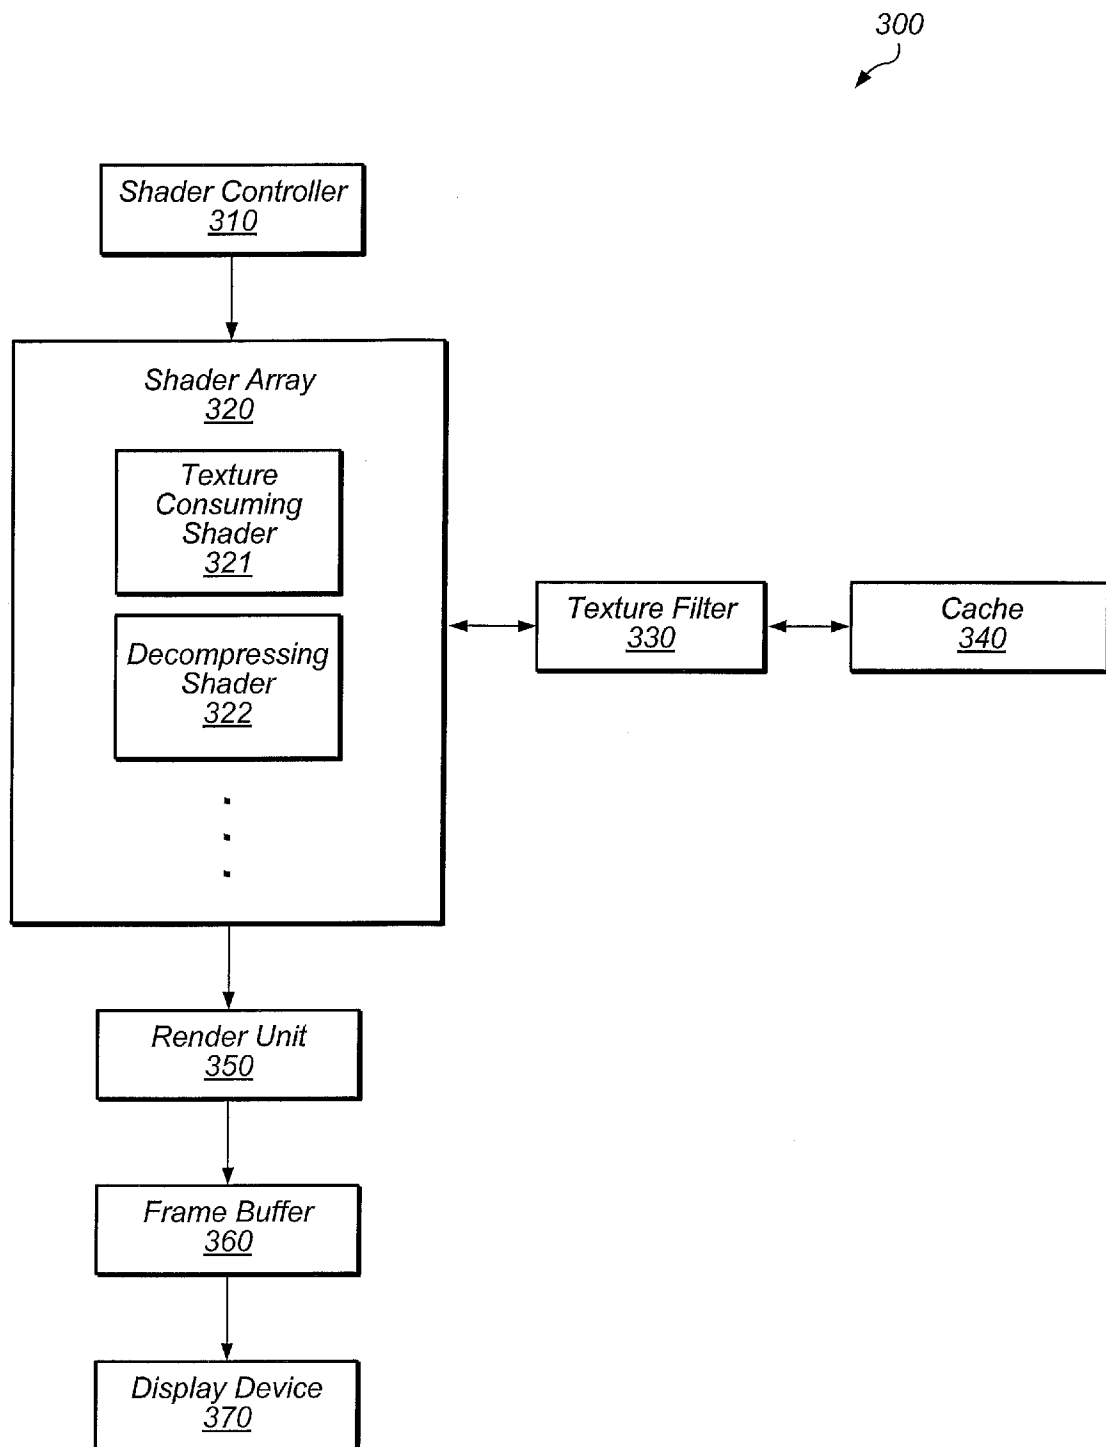 300
Shader Controller
310
Shader Array
320
Texture
Consuming
Shader
321
Decompressing
Shader
322
Texture Filter
330
Cache
340
Render Unit
350
Frame Buffer
360
Display Device
370